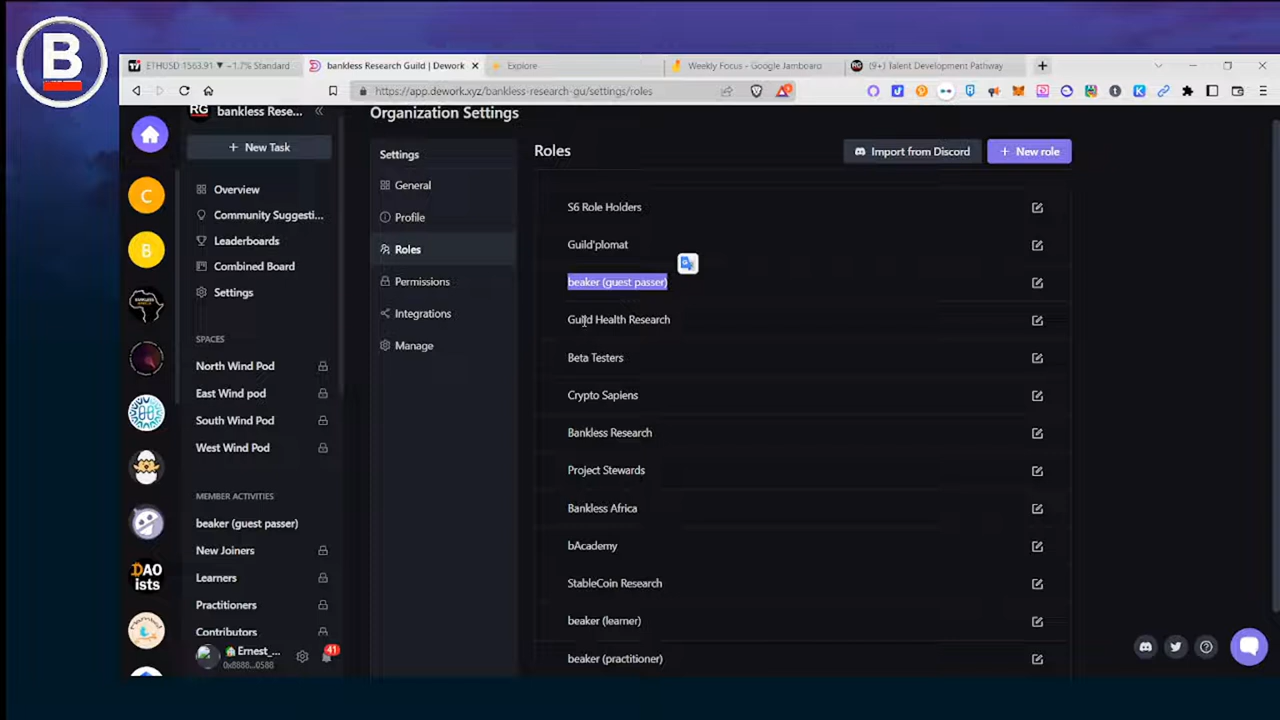 B
ETHUSD 1563.91 ▼ −1.7% Standard
bankless Research Guild | Dework
Explore
Weekly Focus - Google Jamboard
(9+) Talent Development Pathway
https://app.dework.xyz/bankless-research-gu/settings/roles
RG bankless Rese...
+ New Task
Overview
Community Suggesti...
Leaderboards
Combined Board
Settings
SPACES
North Wind Pod
East Wind pod
South Wind Pod
West Wind Pod
MEMBER ACTIVITIES
beaker (guest passer)
New Joiners
Learners
Practitioners
Contributors
Ernest_...
0x8888...0588
41
C
B
DAO
ists
Organization Settings
Settings
General
Profile
Roles
Permissions
Integrations
Manage
Roles
Import from Discord
+ New role
S6 Role Holders
Guild'plomat
beaker (guest passer)
Guild Health Research
Beta Testers
Crypto Sapiens
Bankless Research
Project Stewards
Bankless Africa
bAcademy
StableCoin Research
beaker (learner)
beaker (practitioner)